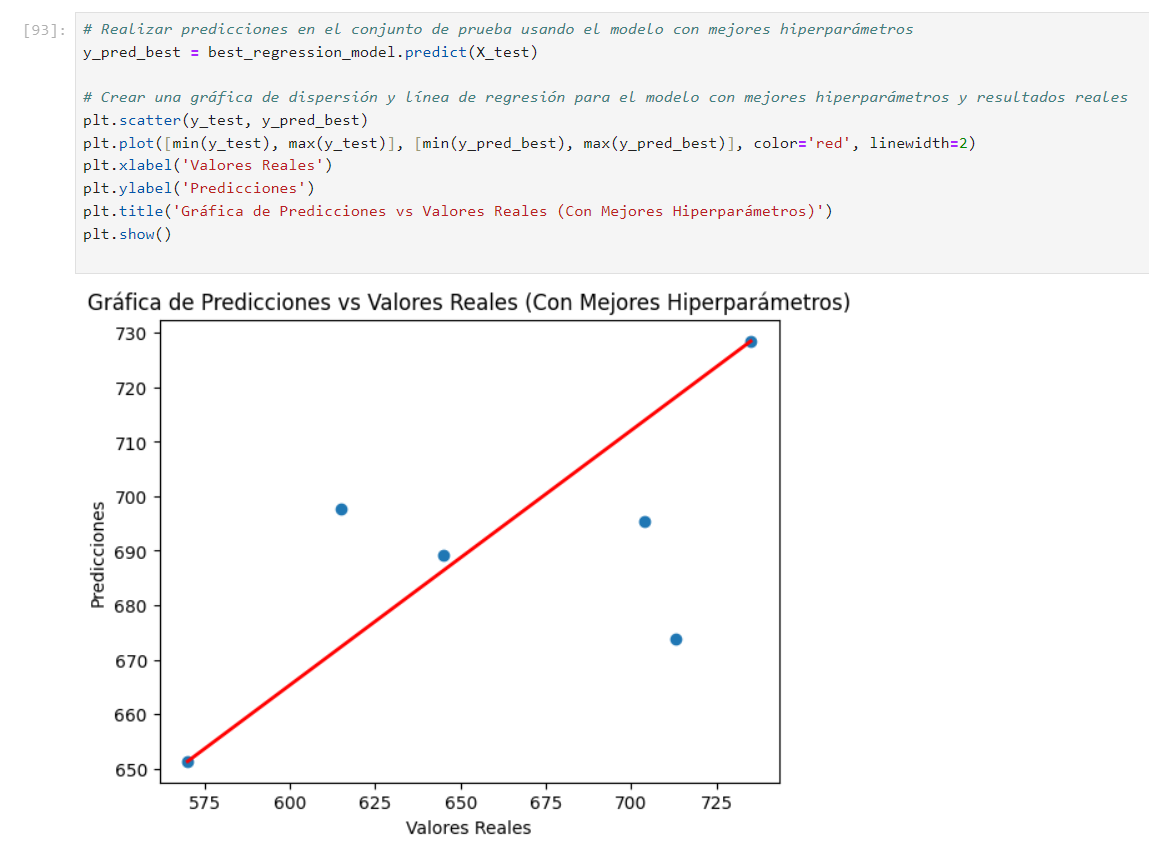 [93]:
# Realizar predicciones en el conjunto de prueba usando el modelo con mejores hiperparámetros
y_pred_best = best_regression_model.predict(X_test)
# Crear una gráfica de dispersión y línea de regresión para el modelo con mejores hiperparámetros y resultados reales
plt.scatter(y_test, y_pred_best)
plt.plot([min(y_test), max(y_test)], [min(y_pred_best), max(y_pred_best)], color='red', linewidth=2)
plt.xlabel('Valores Reales')
plt.ylabel('Predicciones')
plt.title('Gráfica de Predicciones vs Valores Reales (Con Mejores Hiperparámetros)')
plt.show()
Gráfica de Predicciones vs Valores Reales (Con Mejores Hiperparámetros)
730
720
710
700
690
680
670
660
650
Predicciones
575 600 625 650 675 700 725
Valores Reales